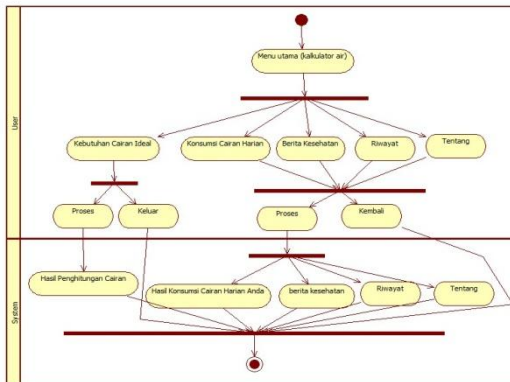 User
Menu utama (kalkulator air)
Kebutuhan Cairan Ideal
Konsumsi Cairan Harian
Berita Kesehatan
Riwayat
Tentang
Proses
Keluar
Proses
Kembali
System
Hasil Penghitungan Cairan
Hasil Konsumsi Cairan Harian Anda
berita kesehatan
Riwayat
Tentang